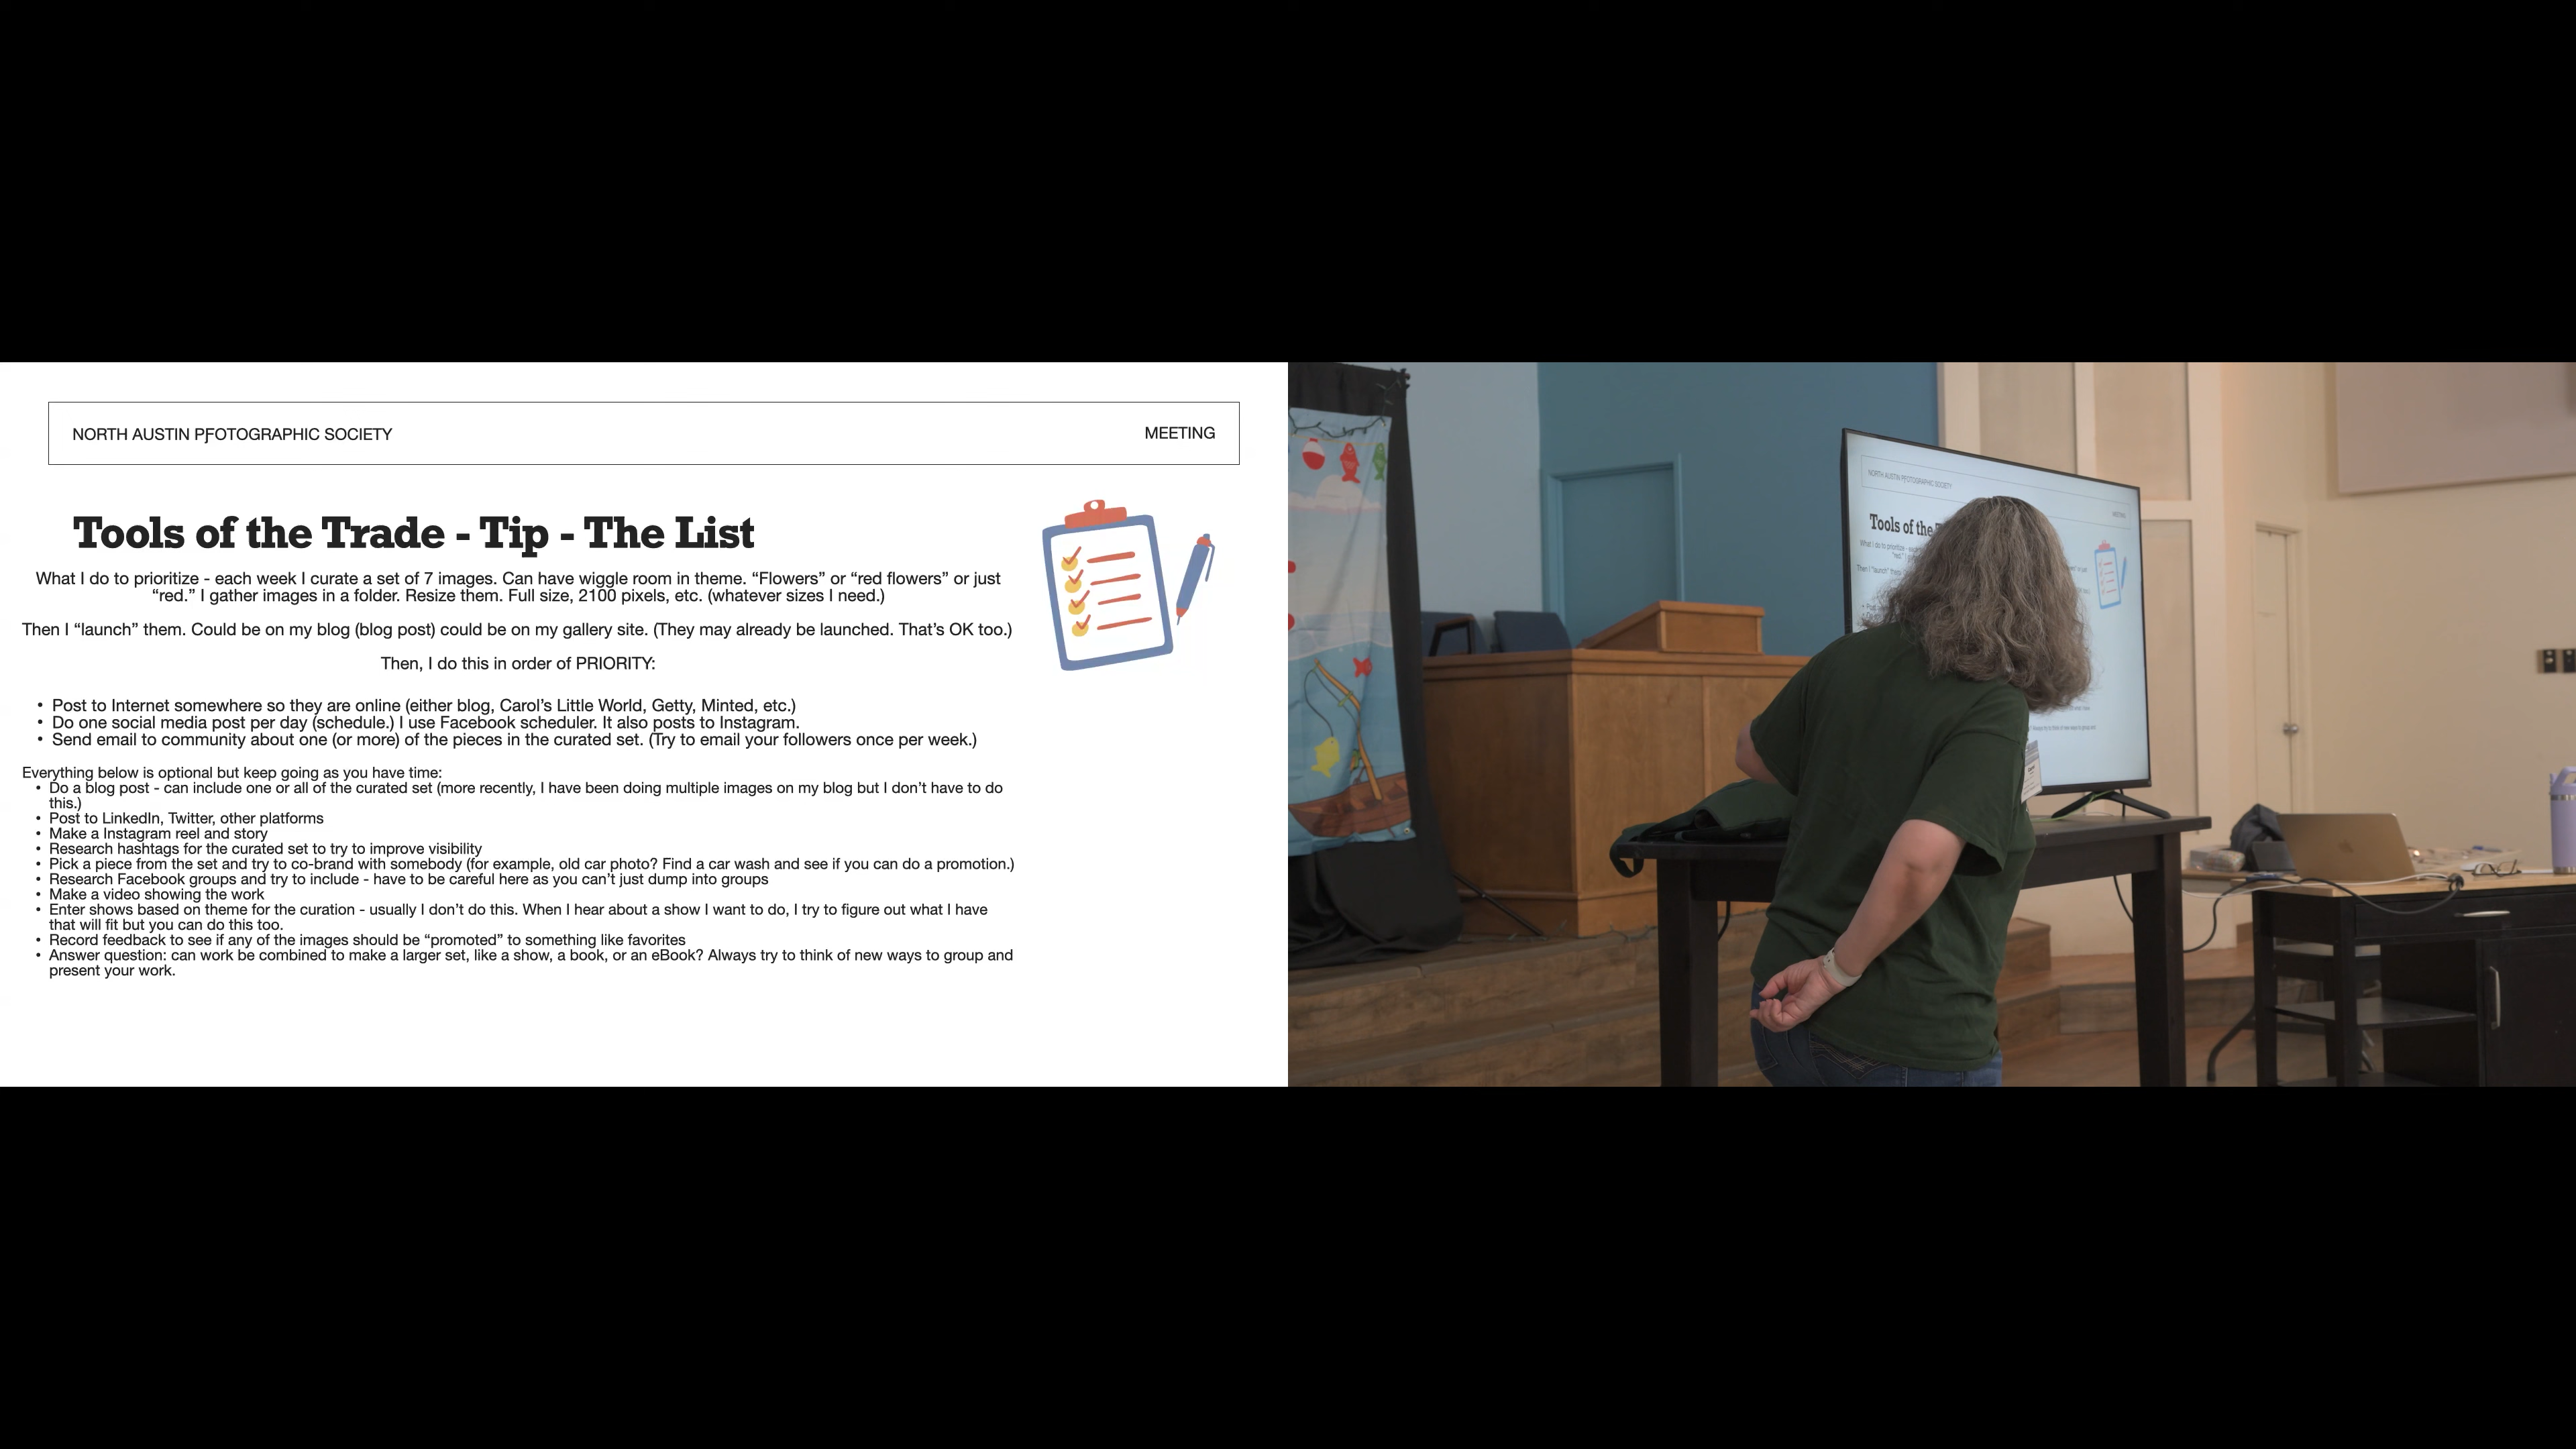 NORTH AUSTIN PFOTOGRAPHIC SOCIETY
MEETING
Tools of the Trade - Tip - The List
What I do to prioritize - each week I curate a set of 7 images. Can have wiggle room in theme. “Flowers” or “red flowers” or just
“red.” I gather images in a folder. Resize them. Full size, 2100 pixels, etc. (whatever sizes I need.)
Then I “launch” them. Could be on my blog (blog post) could be on my gallery site. (They may already be launched. That’s OK too.)
Then, I do this in order of PRIORITY:
• Post to Internet somewhere so they are online (either blog, Carol’s Little World, Getty, Minted, etc.)
• Do one social media post per day (schedule.) I use Facebook scheduler. It also posts to Instagram.
• Send email to community about one (or more) of the pieces in the curated set. (Try to email your followers once per week.)
Everything below is optional but keep going as you have time:
• Do a blog post - can include one or all of the curated set (more recently, I have been doing multiple images on my blog but I don’t have to do
this.)
• Post to LinkedIn, Twitter, other platforms
• Make a Instagram reel and story
• Research hashtags for the curated set to try to improve visibility
• Pick a piece from the set and try to co-brand with somebody (for example, old car photo? Find a car wash and see if you can do a promotion.)
• Research Facebook groups and try to include - have to be careful here as you can’t just dump into groups
• Make a video showing the work
• Enter shows based on theme for the curation - usually I don’t do this. When I hear about a show I want to do, I try to figure out what I have
that will fit but you can do this too.
• Record feedback to see if any of the images should be “promoted” to something like favorites
• Answer question: can work be combined to make a larger set, like a show, a book, or an eBook? Always try to think of new ways to group and
present your work.
NORTH AUSTIN PFOTOGRAPHIC SOCIETY
MEETING
Tools of the